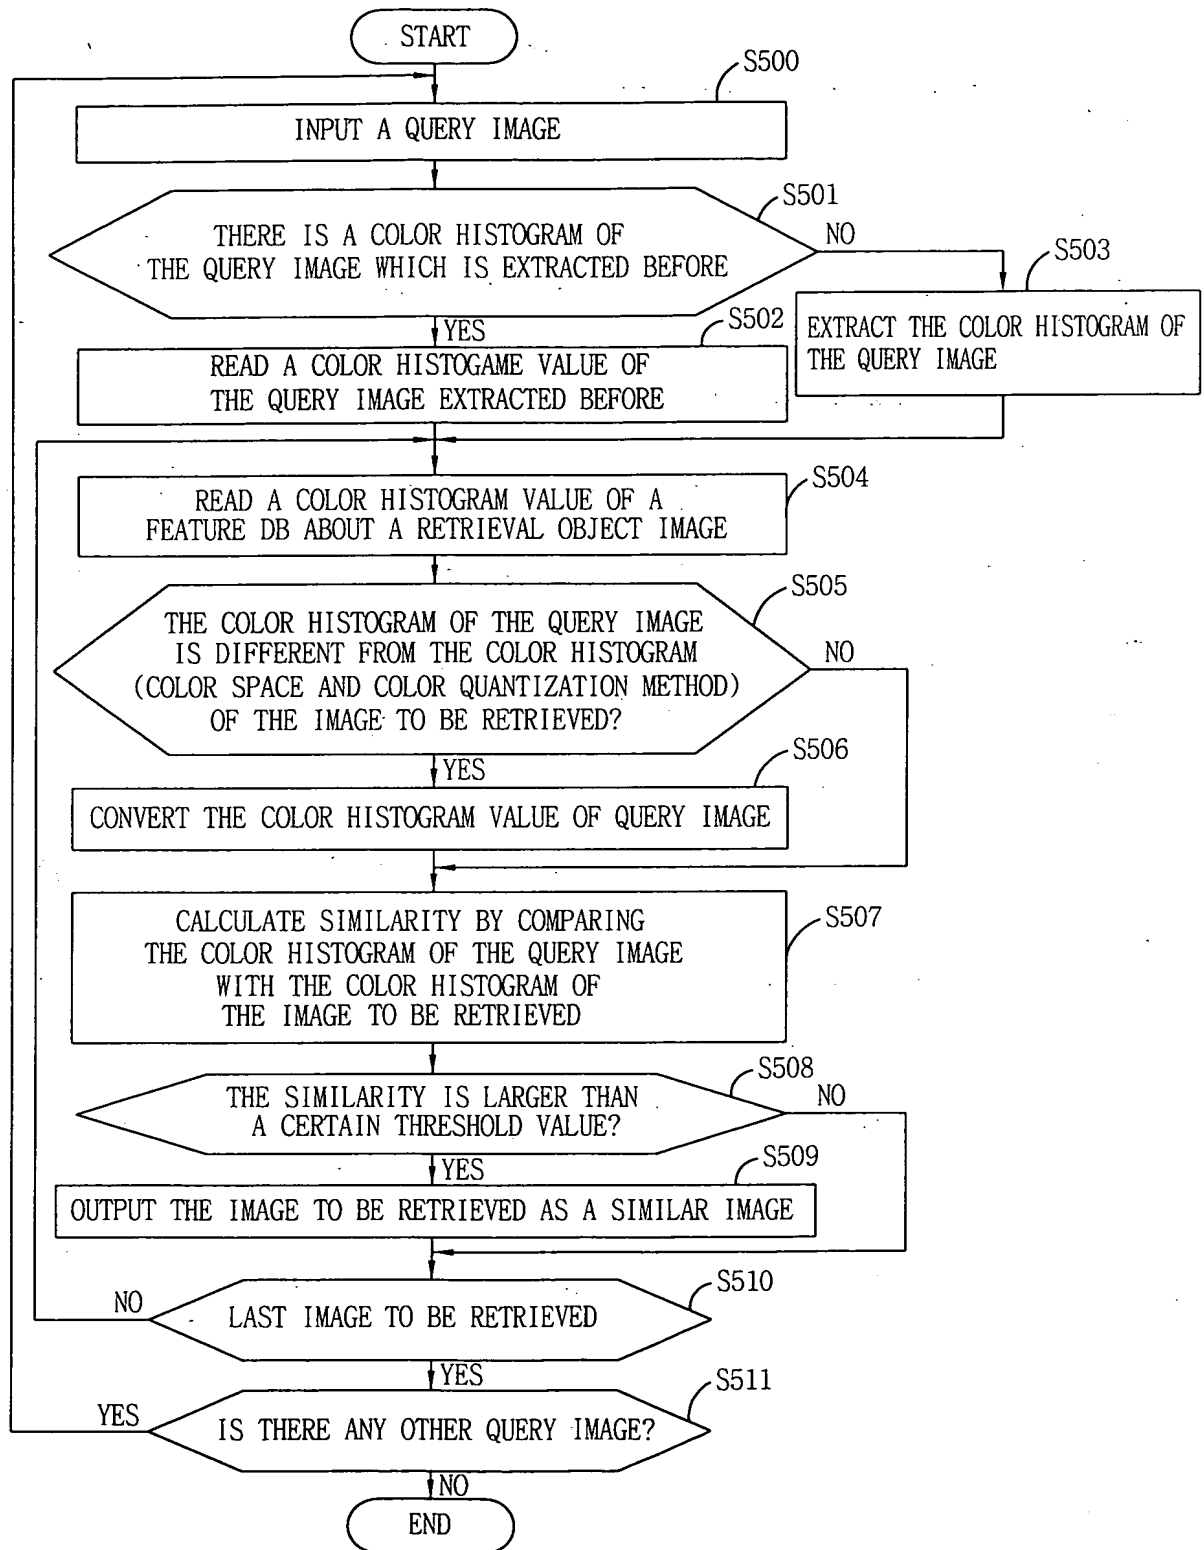 START
S500
INPUT A QUERY IMAGE
S501
THERE IS A COLOR HISTOGRAM OF
THE QUERY IMAGE WHICH IS EXTRACTED BEFORE
NO
S503
EXTRACT THE COLOR HISTOGRAM OF
THE QUERY IMAGE
YES
S502
READ A COLOR HISTOGAME VALUE OF
THE QUERY IMAGE EXTRACTED BEFORE
S504
READ A COLOR HISTOGRAM VALUE OF A
FEATURE DB ABOUT A RETRIEVAL OBJECT IMAGE
S505
THE COLOR HISTOGRAM OF THE QUERY IMAGE
IS DIFFERENT FROM THE COLOR HISTOGRAM
(COLOR SPACE AND COLOR QUANTIZATION METHOD)
OF THE IMAGE TO BE RETRIEVED?
NO
YES
S506
CONVERT THE COLOR HISTOGRAM VALUE OF QUERY IMAGE
S507
CALCULATE SIMILARITY BY COMPARING
THE COLOR HISTOGRAM OF THE QUERY IMAGE
WITH THE COLOR HISTOGRAM OF
THE IMAGE TO BE RETRIEVED
S508
THE SIMILARITY IS LARGER THAN
A CERTAIN THRESHOLD VALUE?
NO
YES
S509
OUTPUT THE IMAGE TO BE RETRIEVED AS A SIMILAR IMAGE
S510
NO
LAST IMAGE TO BE RETRIEVED
YES
S511
YES
IS THERE ANY OTHER QUERY IMAGE?
NO
END